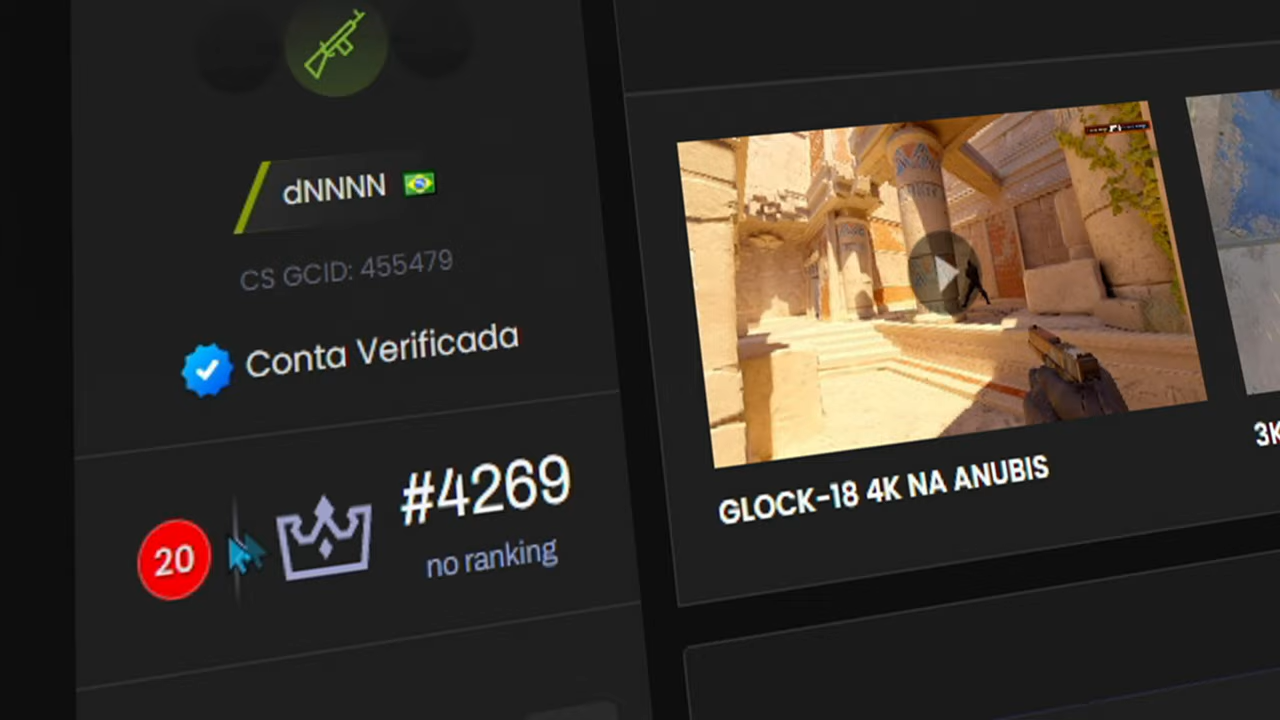 dNNNN
CS GCID: 455479
Conta Verificada
20
#4269
no ranking
GLOCK-18 4K NA ANUBIS
3K